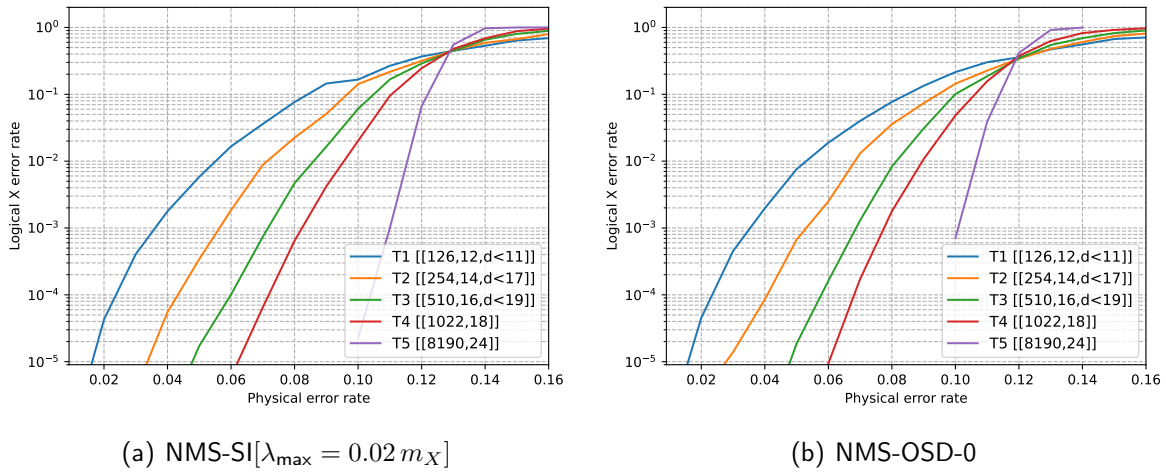 10⁰
10⁻¹
10⁻²
10⁻³
10⁻⁴
10⁻⁵
Logical X error rate
T1 [[126,12,d<11]]
T2 [[254,14,d<17]]
T3 [[510,16,d<19]]
T4 [[1022,18]]
T5 [[8190,24]]
0.02 0.04 0.06 0.08 0.10 0.12 0.14 0.16
Physical error rate
(a) NMS-SI[λmax = 0.02 mX]
10⁰
10⁻¹
10⁻²
10⁻³
10⁻⁴
10⁻⁵
Logical X error rate
T1 [[126,12,d<11]]
T2 [[254,14,d<17]]
T3 [[510,16,d<19]]
T4 [[1022,18]]
T5 [[8190,24]]
0.02 0.04 0.06 0.08 0.10 0.12 0.14 0.16
Physical error rate
(b) NMS-OSD-0